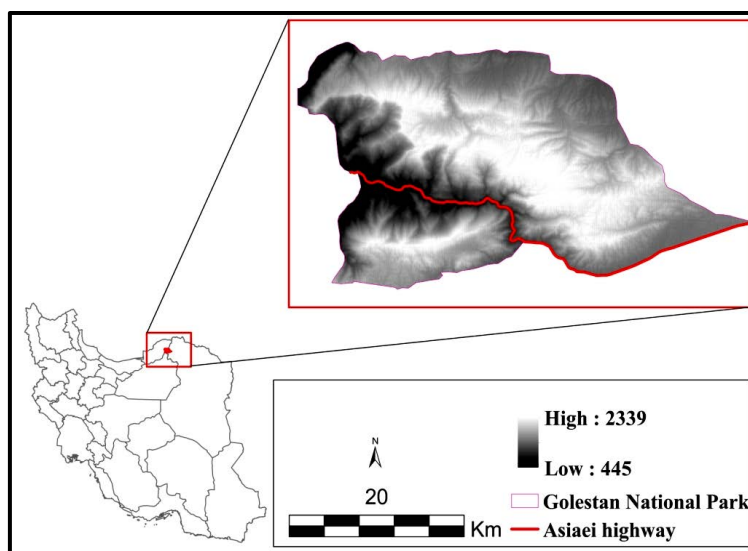 High : 2339
Low : 445
N
20
Km
Golestan National Park
Asiaei highway